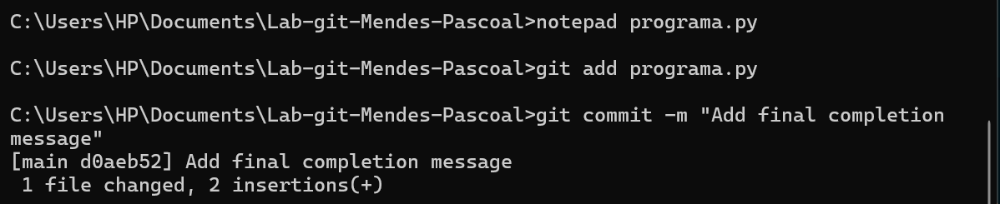 C:\Users\HP\Documents\Lab-git-Mendes-Pascoal>notepad programa.py
C:\Users\HP\Documents\Lab-git-Mendes-Pascoal>git add programa.py
C:\Users\HP\Documents\Lab-git-Mendes-Pascoal>git commit -m "Add final completion
message"
[main d0aeb52] Add final completion message
 1 file changed, 2 insertions(+)